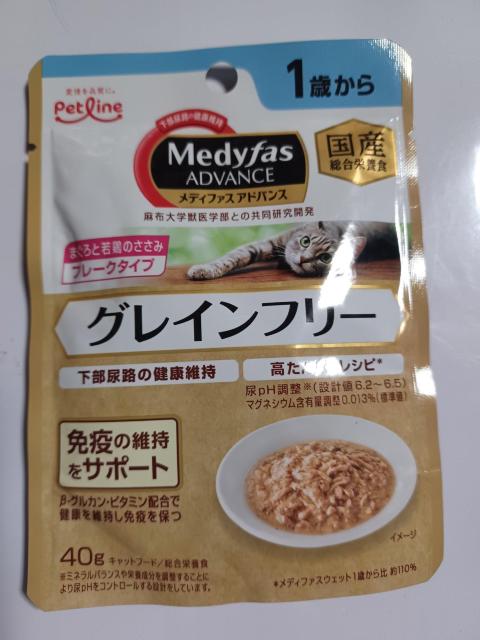 1歳から
愛情を品質に。
Petline
下部尿路の健康維持
Medyfas
ADVANCE
メディファス アドバンス
国産
総合栄養食
麻布大学獣医学部との共同研究開発
まぐろと若鶏のささみ
フレークタイプ
グレインフリー
下部尿路の健康維持
高た レシピ*
尿pH調整※(設計値6.2～6.5)
マグネシウム含有量調整0.013%(標準値)
免疫の維持
をサポート
β-グルカン・ビタミン配合で
健康を維持し免疫を保つ
イメージ
40g キャットフード/総合栄養食
※ミネラルバランスや栄養成分を調整することに
より尿pHをコントロールする設計をしています。
*メディファスウェット1歳から比 約110%